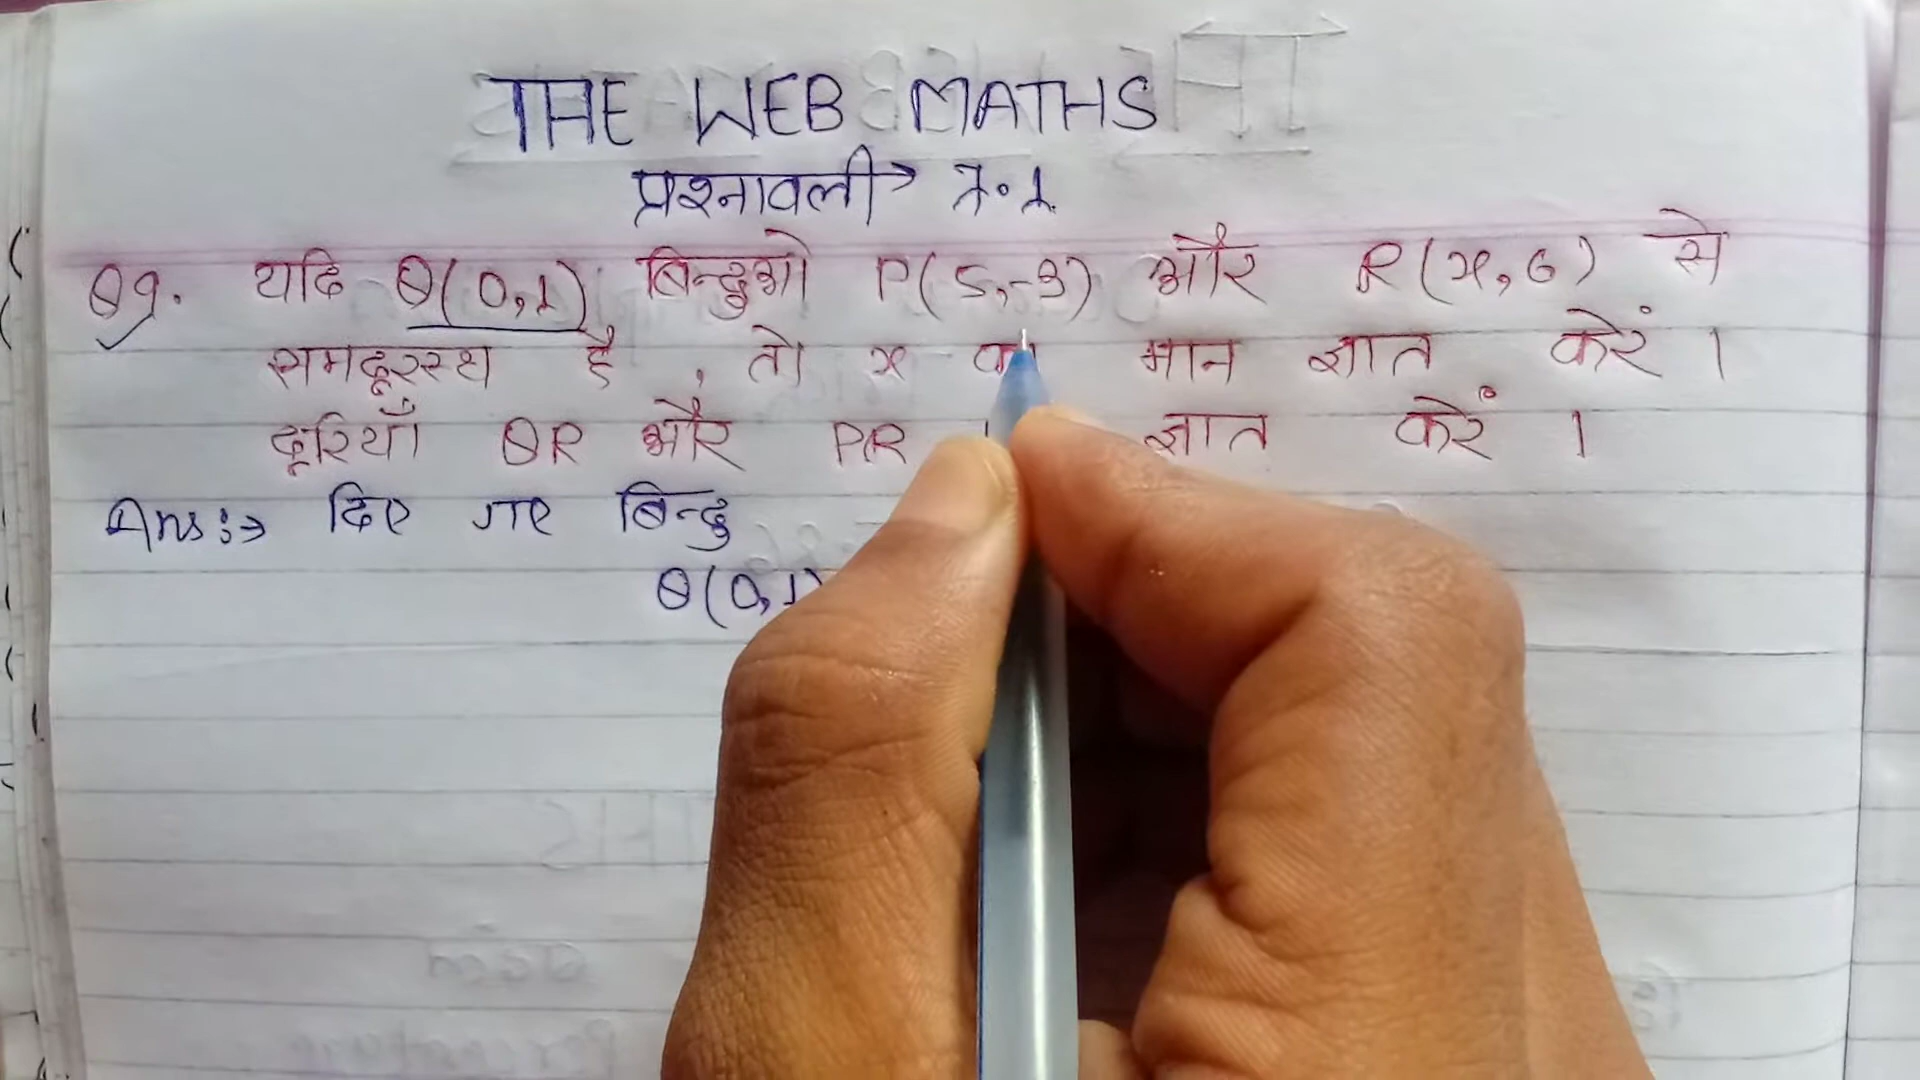 THE WEB MATHS
प्रश्नावली → 7.1
Q9. यदि Q(0,1) बिन्दुओ P(5,-3) और R(x,6) से
समदूरस्थ है, तो x का मान ज्ञात करें।
दूरियाँ QR और PR ज्ञात करें।
Ans:→ दिए गए बिन्दु
Q(0,1)